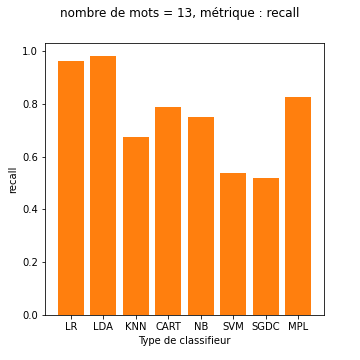 nombre de mots = 13, métrique : recall
1.0
0.8
0.6
0.4
0.2
0.0
recall
LR LDA KNN CART NB SVM SGDC MPL
Type de classifieur